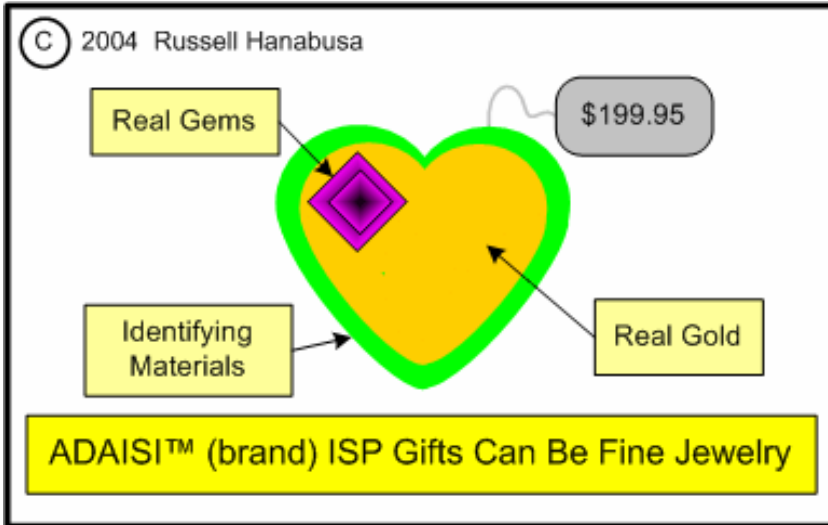 C 2004 Russell Hanabusa
Real Gems
$199.95
Identifying
Materials
Real Gold
ADAISI™ (brand) ISP Gifts Can Be Fine Jewelry